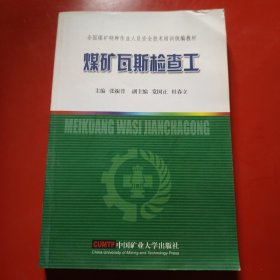 全国煤矿特种作业人员安全技术培训统编教材
煤矿瓦斯检查工
主编 张振普 副主编 党国正 杜春立
MEIKUANG WASI JIANCHAGONG
CUMTP 中国矿业大学出版社
China University of Mining and Technology Press